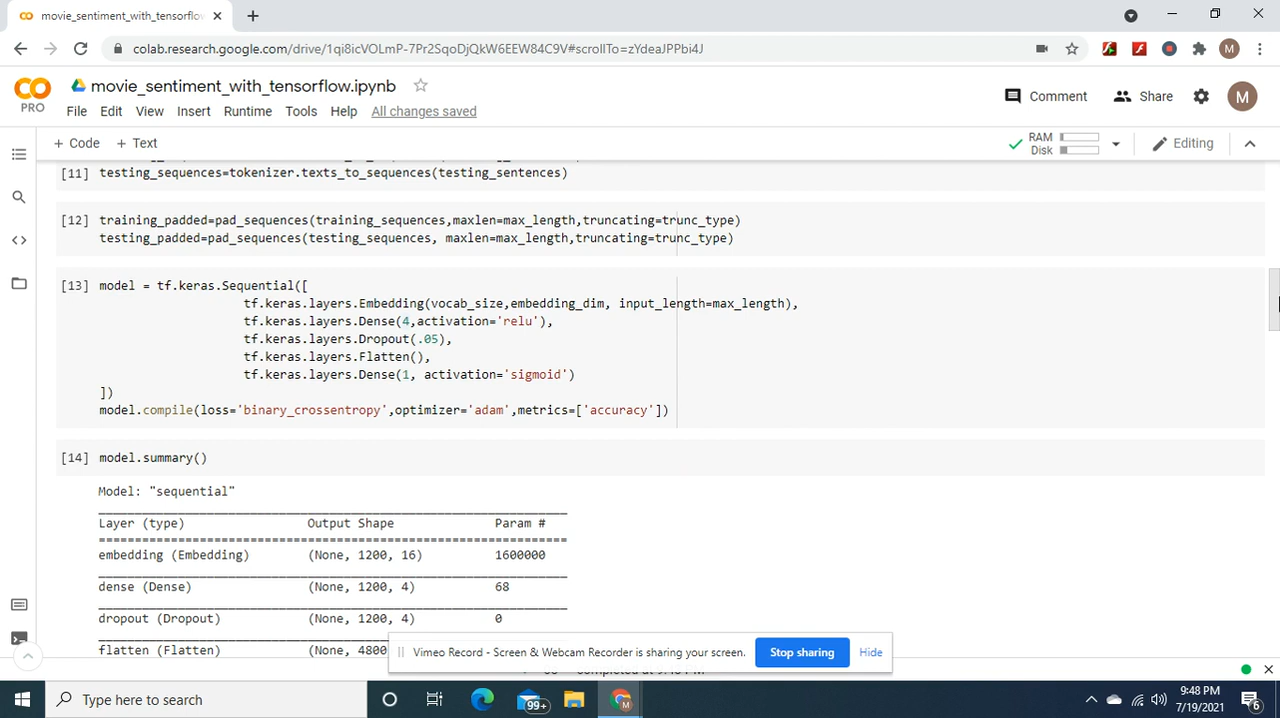 movie_sentiment_with_tensorflow
colab.research.google.com/drive/1qi8icVOLmP-7Pr2SqoDjQkW6EEW84C9V#scrollTo=zYdeaJPPbi4J
M
movie_sentiment_with_tensorflow.ipynb
Comment
Share
M
PRO
File Edit View Insert Runtime Tools Help All changes saved
+ Code + Text
RAM
Disk
Editing
[11] testing_sequences=tokenizer.texts_to_sequences(testing_sentences)
[12] training_padded=pad_sequences(training_sequences,maxlen=max_length,truncating=trunc_type)
testing_padded=pad_sequences(testing_sequences, maxlen=max_length,truncating=trunc_type)
[13] model = tf.keras.Sequential([
tf.keras.layers.Embedding(vocab_size,embedding_dim, input_length=max_length),
tf.keras.layers.Dense(4,activation='relu'),
tf.keras.layers.Dropout(.05),
tf.keras.layers.Flatten(),
tf.keras.layers.Dense(1, activation='sigmoid')
])
model.compile(loss='binary_crossentropy',optimizer='adam',metrics=['accuracy'])
[14] model.summary()
Model: "sequential"
Layer (type) Output Shape Param #
embedding (Embedding) (None, 1200, 16) 1600000
dense (Dense) (None, 1200, 4) 68
dropout (Dropout) (None, 1200, 4) 0
flatten (Flatten) (None, 4800
Vimeo Record - Screen & Webcam Recorder is sharing your screen. Stop sharing Hide
Type here to search
99+
M
9:48 PM
7/19/2021
6